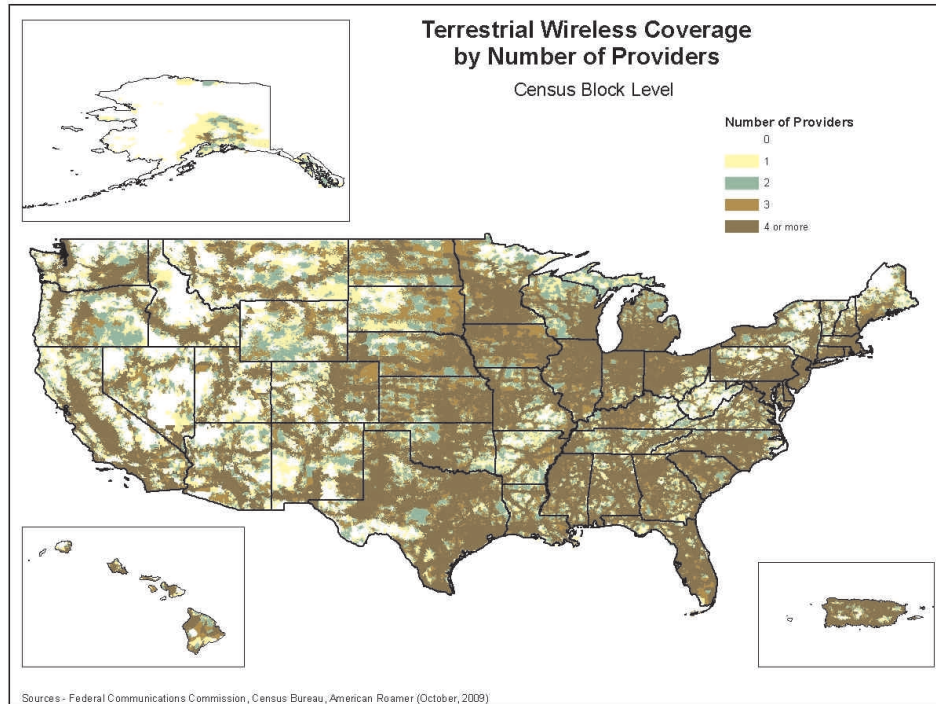 Terrestrial Wireless Coverage
by Number of Providers
Census Block Level
Number of Providers
0
1
2
3
4 or more
Sources - Federal Communications Commission, Census Bureau, American Roamer (October, 2009)